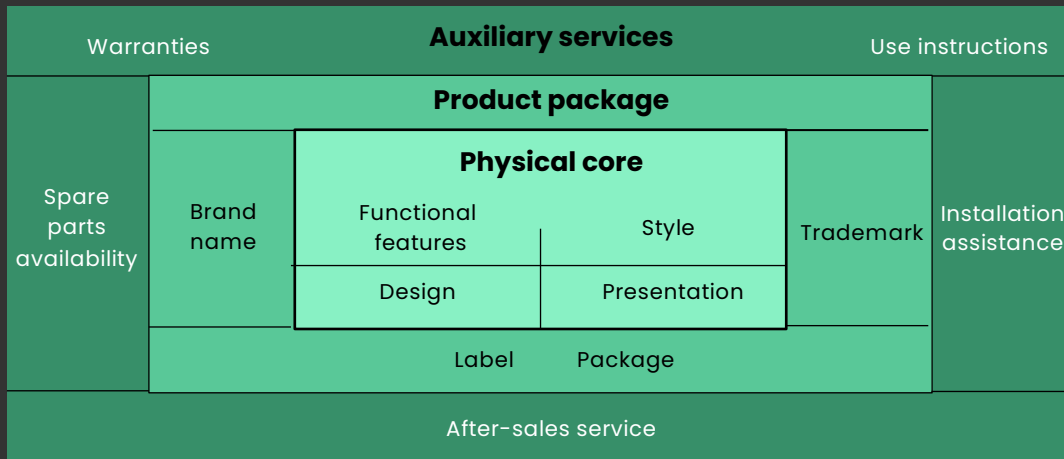 Warranties
Auxiliary services
Use instructions
Product package
Physical core
Spare
parts
availability
Brand
name
Functional
features
Style
Trademark
Installation
assistance
Design
Presentation
Label
Package
After-sales service